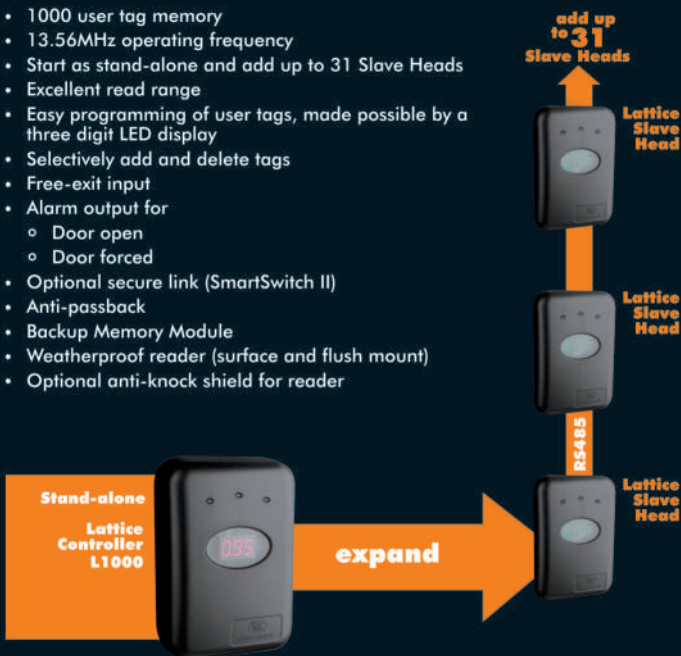 • 1000 user tag memory
• 13.56MHz operating frequency
• Start as stand-alone and add up to 31 Slave Heads
• Excellent read range
• Easy programming of user tags, made possible by a
three digit LED display
• Selectively add and delete tags
• Free-exit input
• Alarm output for
° Door open
° Door forced
• Optional secure link (SmartSwitch II)
• Anti-passback
• Backup Memory Module
• Weatherproof reader (surface and flush mount)
• Optional anti-knock shield for reader
add up
to 31
Slave Heads
Lattice
Slave
Head
Lattice
Slave
Head
RS485
Lattice
Slave
Head
Stand-alone
Lattice
Controller
L1000
095
expand